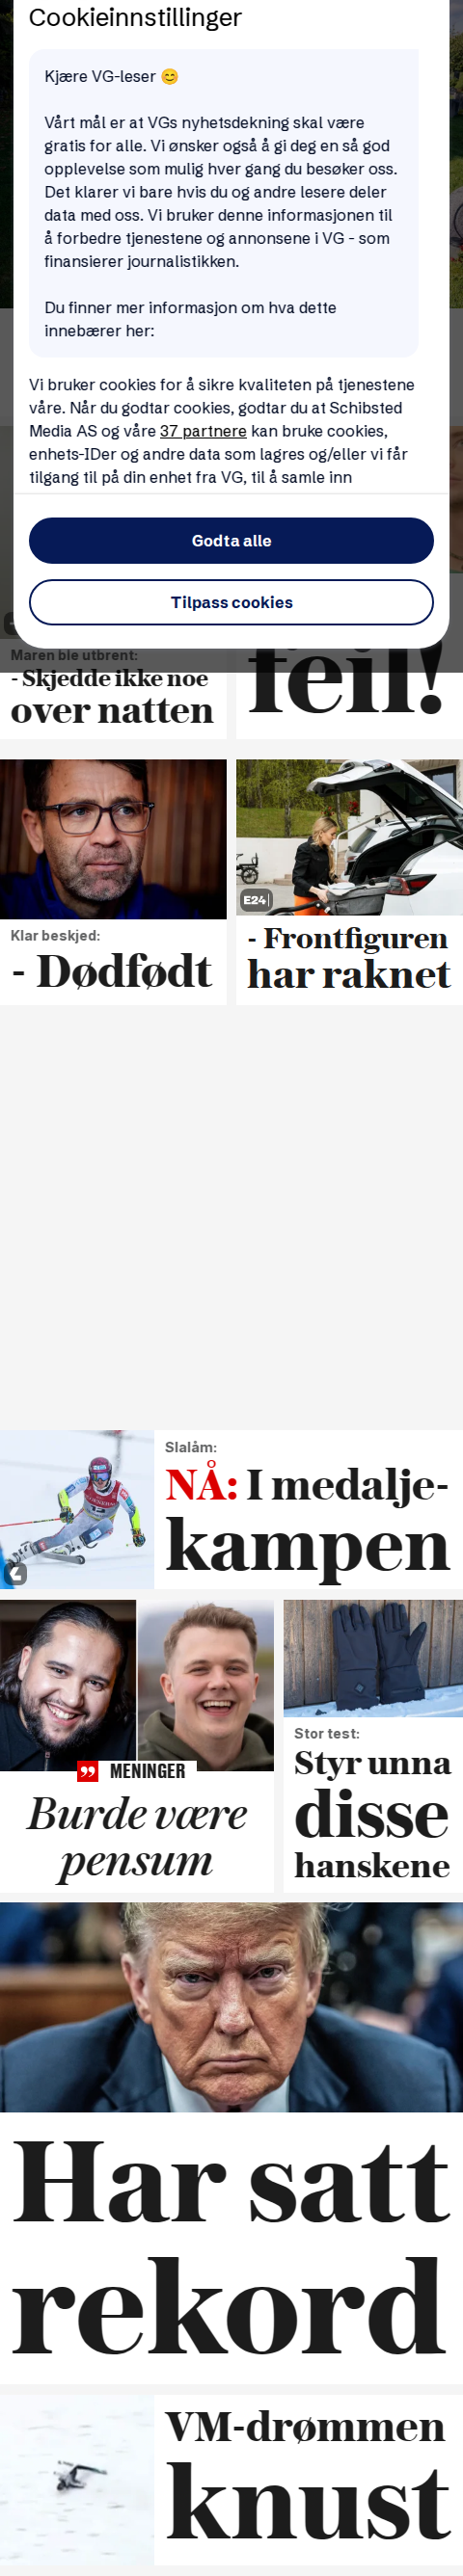 Cookieinnstillinger
Kjære VG-leser 😊
Vårt mål er at VGs nyhetsdekning skal være
gratis for alle. Vi ønsker også å gi deg en så god
opplevelse som mulig hver gang du besøker oss.
Det klarer vi bare hvis du og andre lesere deler
data med oss. Vi bruker denne informasjonen til
å forbedre tjenestene og annonsene i VG - som
finansierer journalistikken.
Du finner mer informasjon om hva dette
innebærer her:
Vi bruker cookies for å sikre kvaliteten på tjenestene
våre. Når du godtar cookies, godtar du at Schibsted
Media AS og våre 37 partnere kan bruke cookies,
enhets-IDer og andre data som lagres og/eller vi får
tilgang til på din enhet fra VG, til å samle inn
Godta alle
Tilpass cookies
Maren ble utbrent:
- Skjedde ikke noe
over natten
feil!
Klar beskjed:
- Dødfødt
E24
- Frontfiguren
har raknet
Slalåm:
NÅ: I medalje-
kampen
MENINGER
Burde være
pensum
Stor test:
Styr unna
disse
hanskene
Har satt
rekord
VM-drømmen
knust